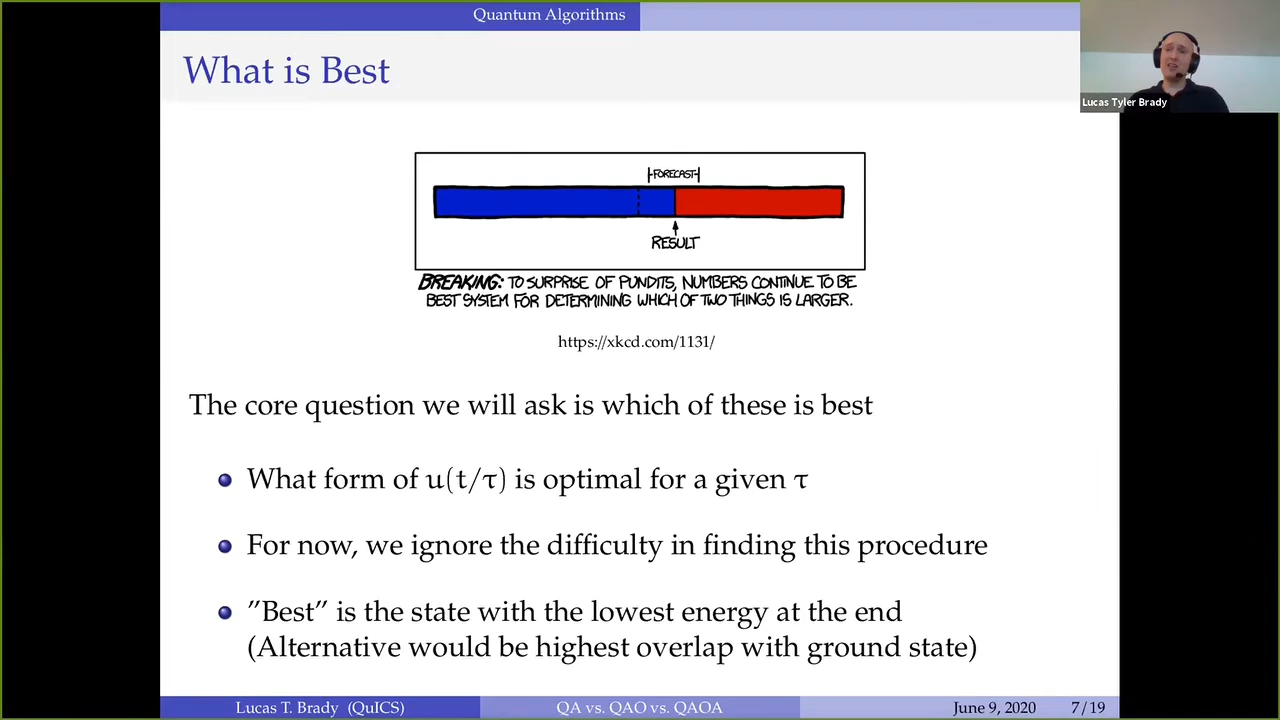 Quantum Algorithms
What is Best
Lucas Tyler Brady
FORECAST
RESULT
BREAKING: TO SURPRISE OF PUNDITS, NUMBERS CONTINUE TO BE
BEST SYSTEM FOR DETERMINING WHICH OF TWO THINGS IS LARGER.
https://xkcd.com/1131/
The core question we will ask is which of these is best
What form of u(t/τ) is optimal for a given τ
For now, we ignore the difficulty in finding this procedure
”Best” is the state with the lowest energy at the end
(Alternative would be highest overlap with ground state)
Lucas T. Brady (QuICS) QA vs. QAO vs. QAOA June 9, 2020 7/19